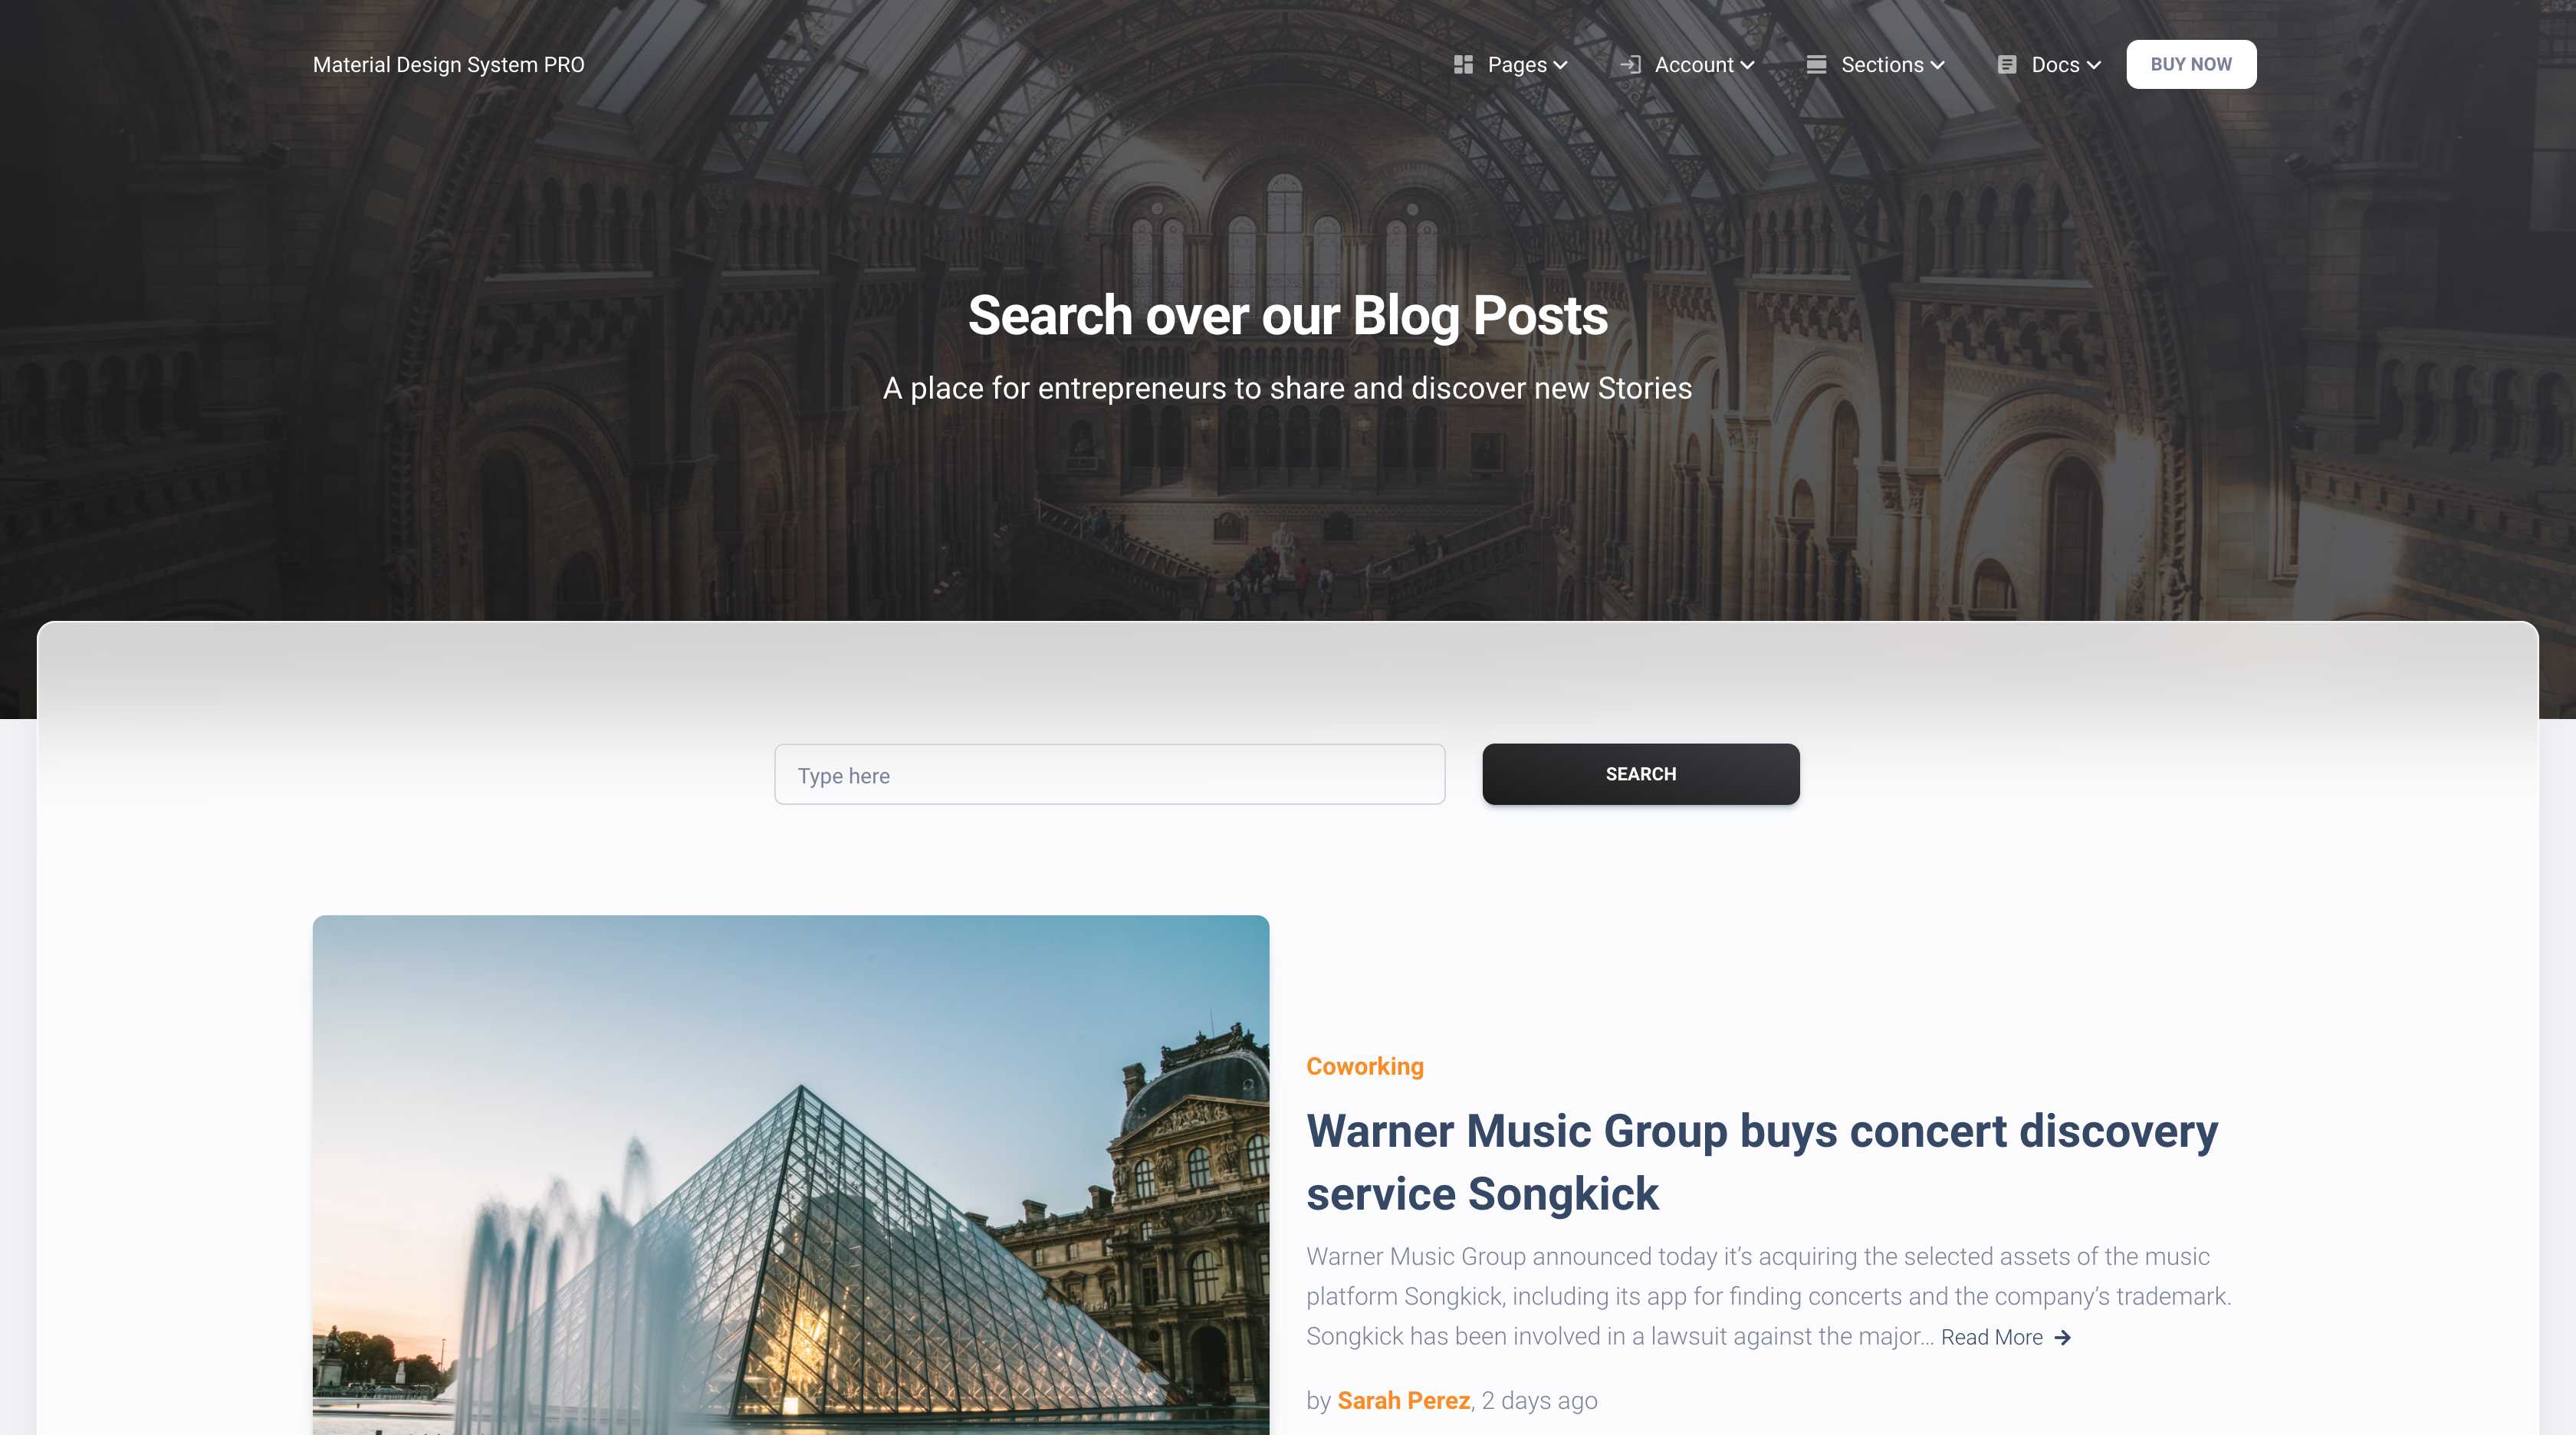 Material Design System PRO
Pages
Account
Sections
Docs
BUY NOW
Search over our Blog Posts
A place for entrepreneurs to share and discover new Stories
Type here
SEARCH
Coworking
Warner Music Group buys concert discovery
service Songkick
Warner Music Group announced today it’s acquiring the selected assets of the music
platform Songkick, including its app for finding concerts and the company’s trademark.
Songkick has been involved in a lawsuit against the major… Read More
by Sarah Perez, 2 days ago